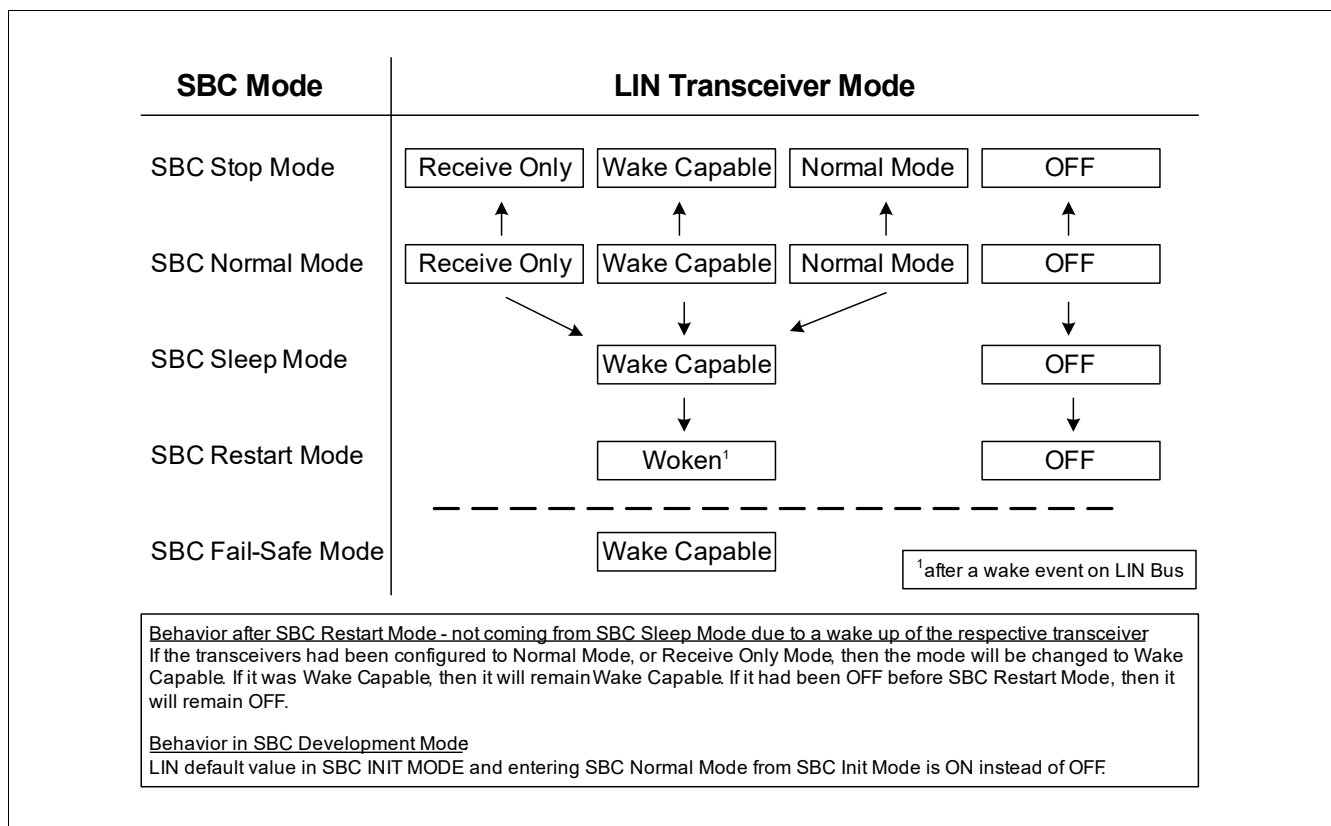 SBC Mode LIN Transceiver Mode
SBC Stop Mode Receive Only Wake Capable Normal Mode OFF
SBC Normal Mode Receive Only Wake Capable Normal Mode OFF
SBC Sleep Mode Wake Capable OFF
SBC Restart Mode Woken¹ OFF
SBC Fail-Safe Mode Wake Capable
¹after a wake event on LIN Bus
Behavior after SBC Restart Mode - not coming from SBC Sleep Mode due to a wake up of the respective transceiver:
If the transceivers had been configured to Normal Mode, or Receive Only Mode, then the mode will be changed to Wake
Capable. If it was Wake Capable, then it will remain Wake Capable. If it had been OFF before SBC Restart Mode, then it
will remain OFF.
Behavior in SBC Development Mode:
LIN default value in SBC INIT MODE and entering SBC Normal Mode from SBC Init Mode is ON instead of OFF.